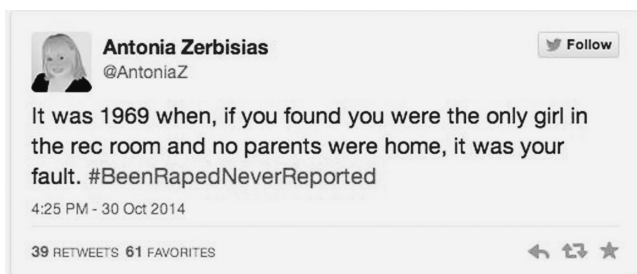 Antonia Zerbisias
Follow
@AntoniaZ
It was 1969 when, if you found you were the only girl in
the rec room and no parents were home, it was your
fault. #BeenRapedNeverReported
4:25 PM - 30 Oct 2014
39 RETWEETS 61 FAVORITES